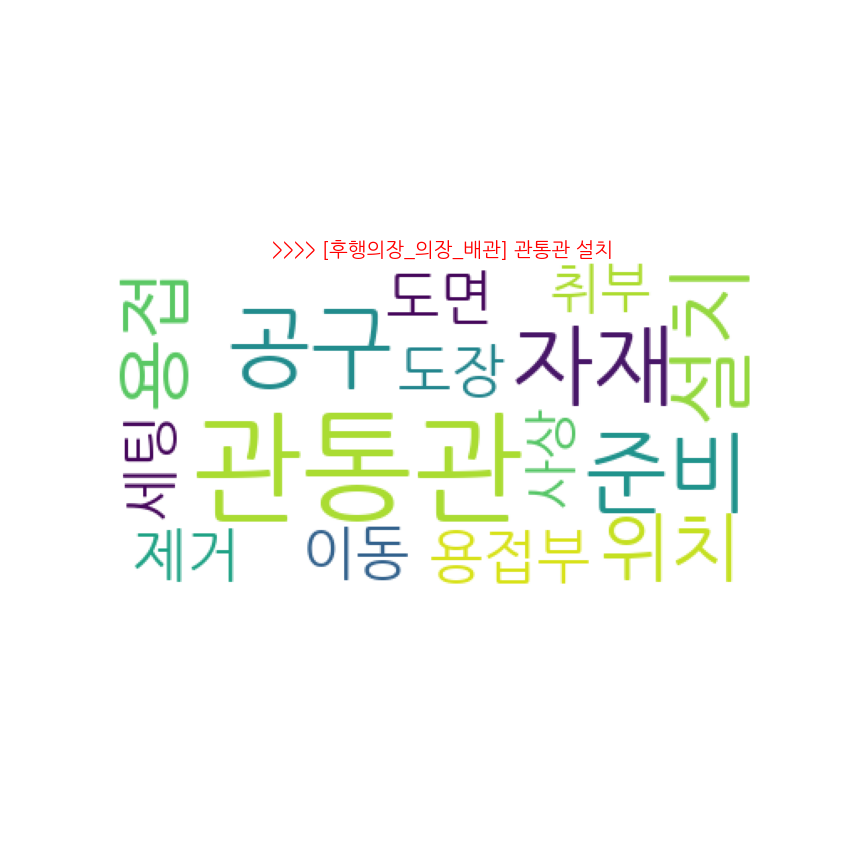 >>>> [후행의장_의장_배관] 관통관 설치
용접
공구
도면
취부
설치
도장
자재
세팅
관통관
사상
준비
제거
이동
용접부
위치